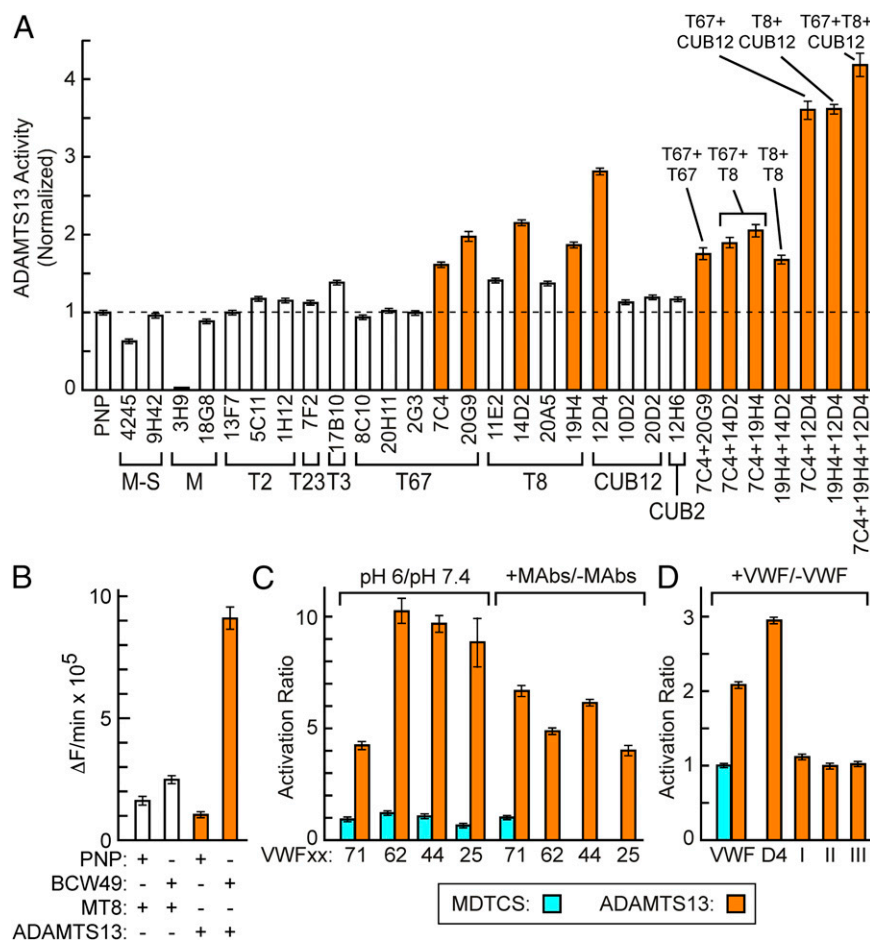 A
T67+ T8+ T67+T8+
CUB12 CUB12 CUB12
T67+ T67+ T8+
T67 T8 T8
ADAMTS13 Activity
(Normalized)
4
3
2
1
0
PNP 4245 9H42 3H9 18G8 13F7 5C11 1H12 7F2 17B10 8C10 20H11 2G3 7C4 20G9 11E2 14D2 20A5 19H4 12D4 10D2 20D2 12H6 7C4+20G9 7C4+14D2 7C4+19H4 19H4+14D2 7C4+12D4 19H4+12D4 7C4+19H4+12D4
M-S M T2 T23 T3 T67 T8 CUB12
CUB2
B
ΔF/min x 10⁵
10
5
0
PNP: + - + -
BCW49: - + - +
MT8: + + - -
ADAMTS13: - - + +
C
pH 6/pH 7.4 +MAbs/-MAbs
Activation Ratio
10
5
0
VWFxx: 71 62 44 25 71 62 44 25
D
+VWF/-VWF
Activation Ratio
3
2
1
0
VWF D4 I II III
MDTCS: ADAMTS13: